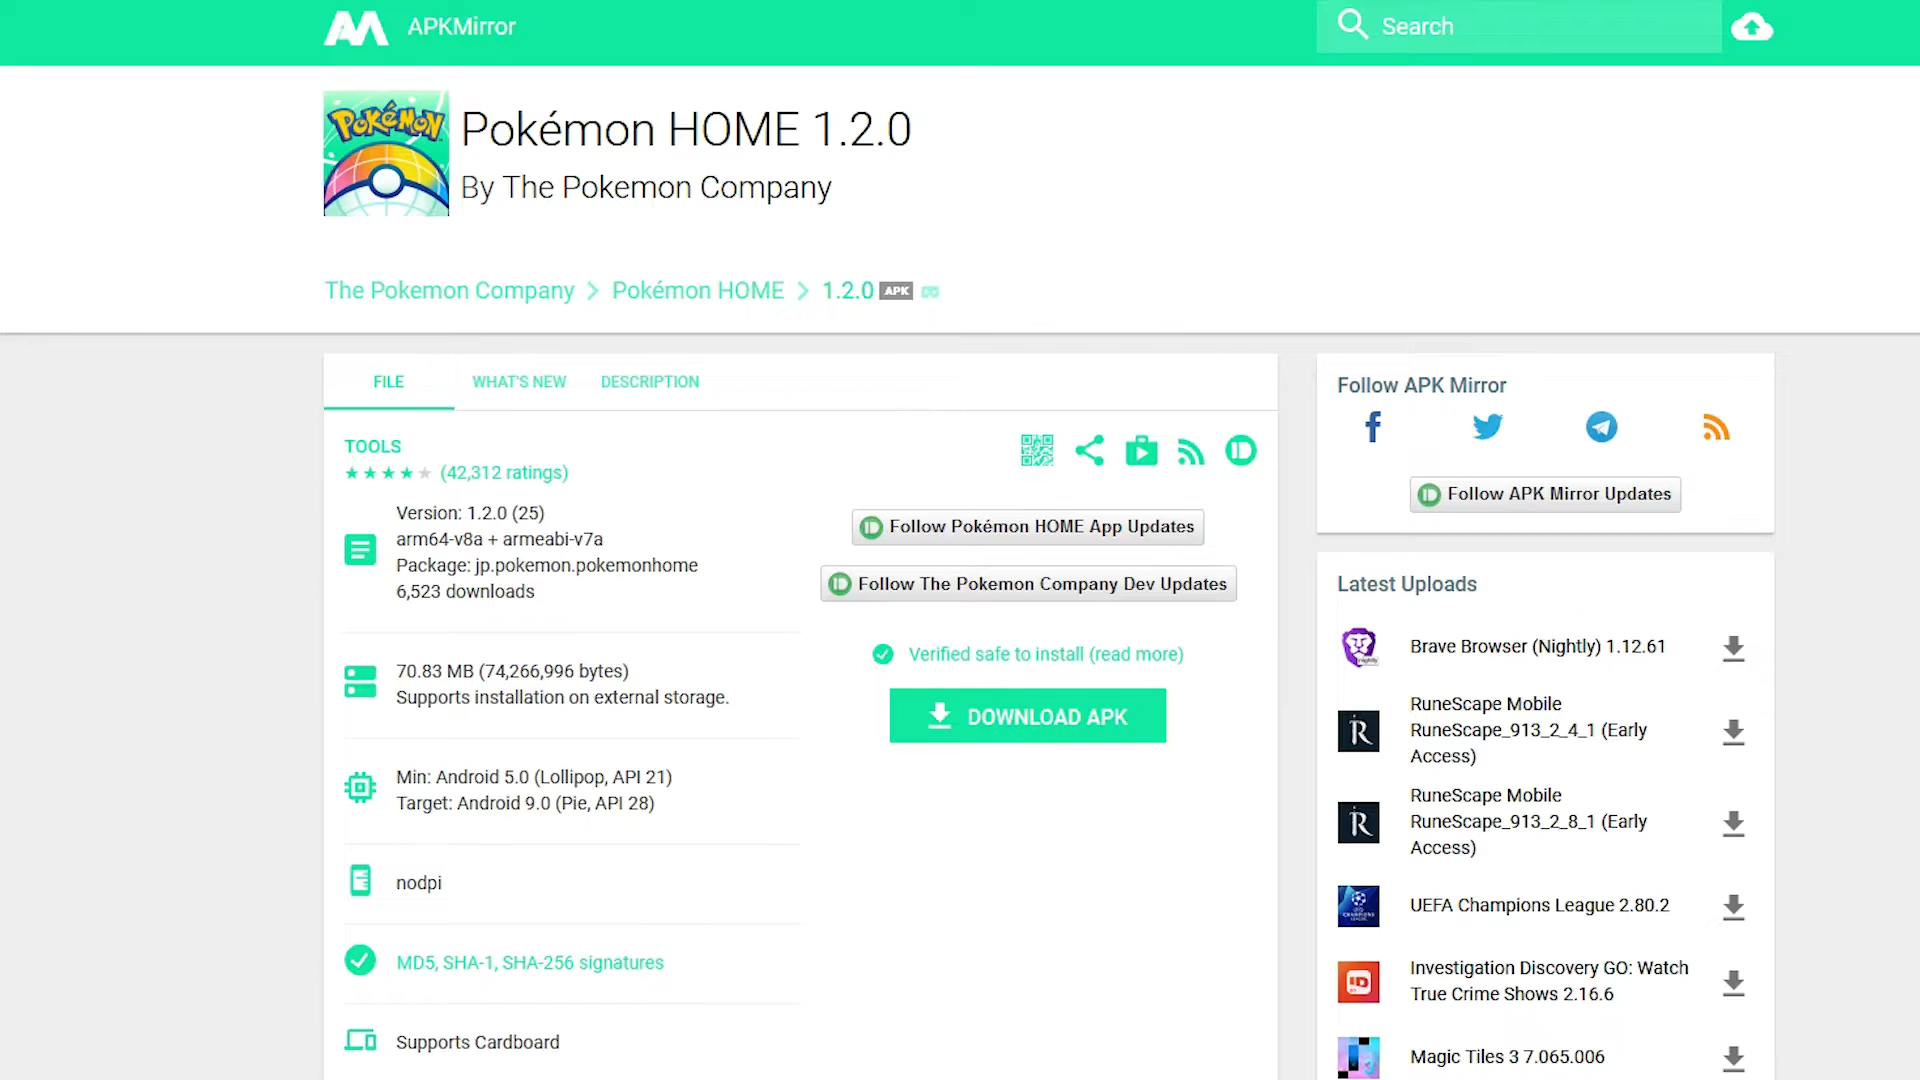 APKMirror
Search
POKéMON
Pokémon HOME 1.2.0
By The Pokemon Company
The Pokemon Company
Pokémon HOME
1.2.0 APK
FILE
WHAT'S NEW
DESCRIPTION
TOOLS
(42,312 ratings)
Version: 1.2.0 (25)
arm64-v8a + armeabi-v7a
Package: jp.pokemon.pokemonhome
6,523 downloads
70.83 MB (74,266,996 bytes)
Supports installation on external storage.
Min: Android 5.0 (Lollipop, API 21)
Target: Android 9.0 (Pie, API 28)
nodpi
MD5, SHA-1, SHA-256 signatures
Supports Cardboard
Follow Pokémon HOME App Updates
Follow The Pokemon Company Dev Updates
Verified safe to install (read more)
DOWNLOAD APK
Follow APK Mirror
Follow APK Mirror Updates
Latest Uploads
Brave Browser (Nightly) 1.12.61
RuneScape Mobile
RuneScape_913_2_4_1 (Early
Access)
RuneScape Mobile
RuneScape_913_2_8_1 (Early
Access)
UEFA Champions League 2.80.2
Investigation Discovery GO: Watch
True Crime Shows 2.16.6
Magic Tiles 3 7.065.006